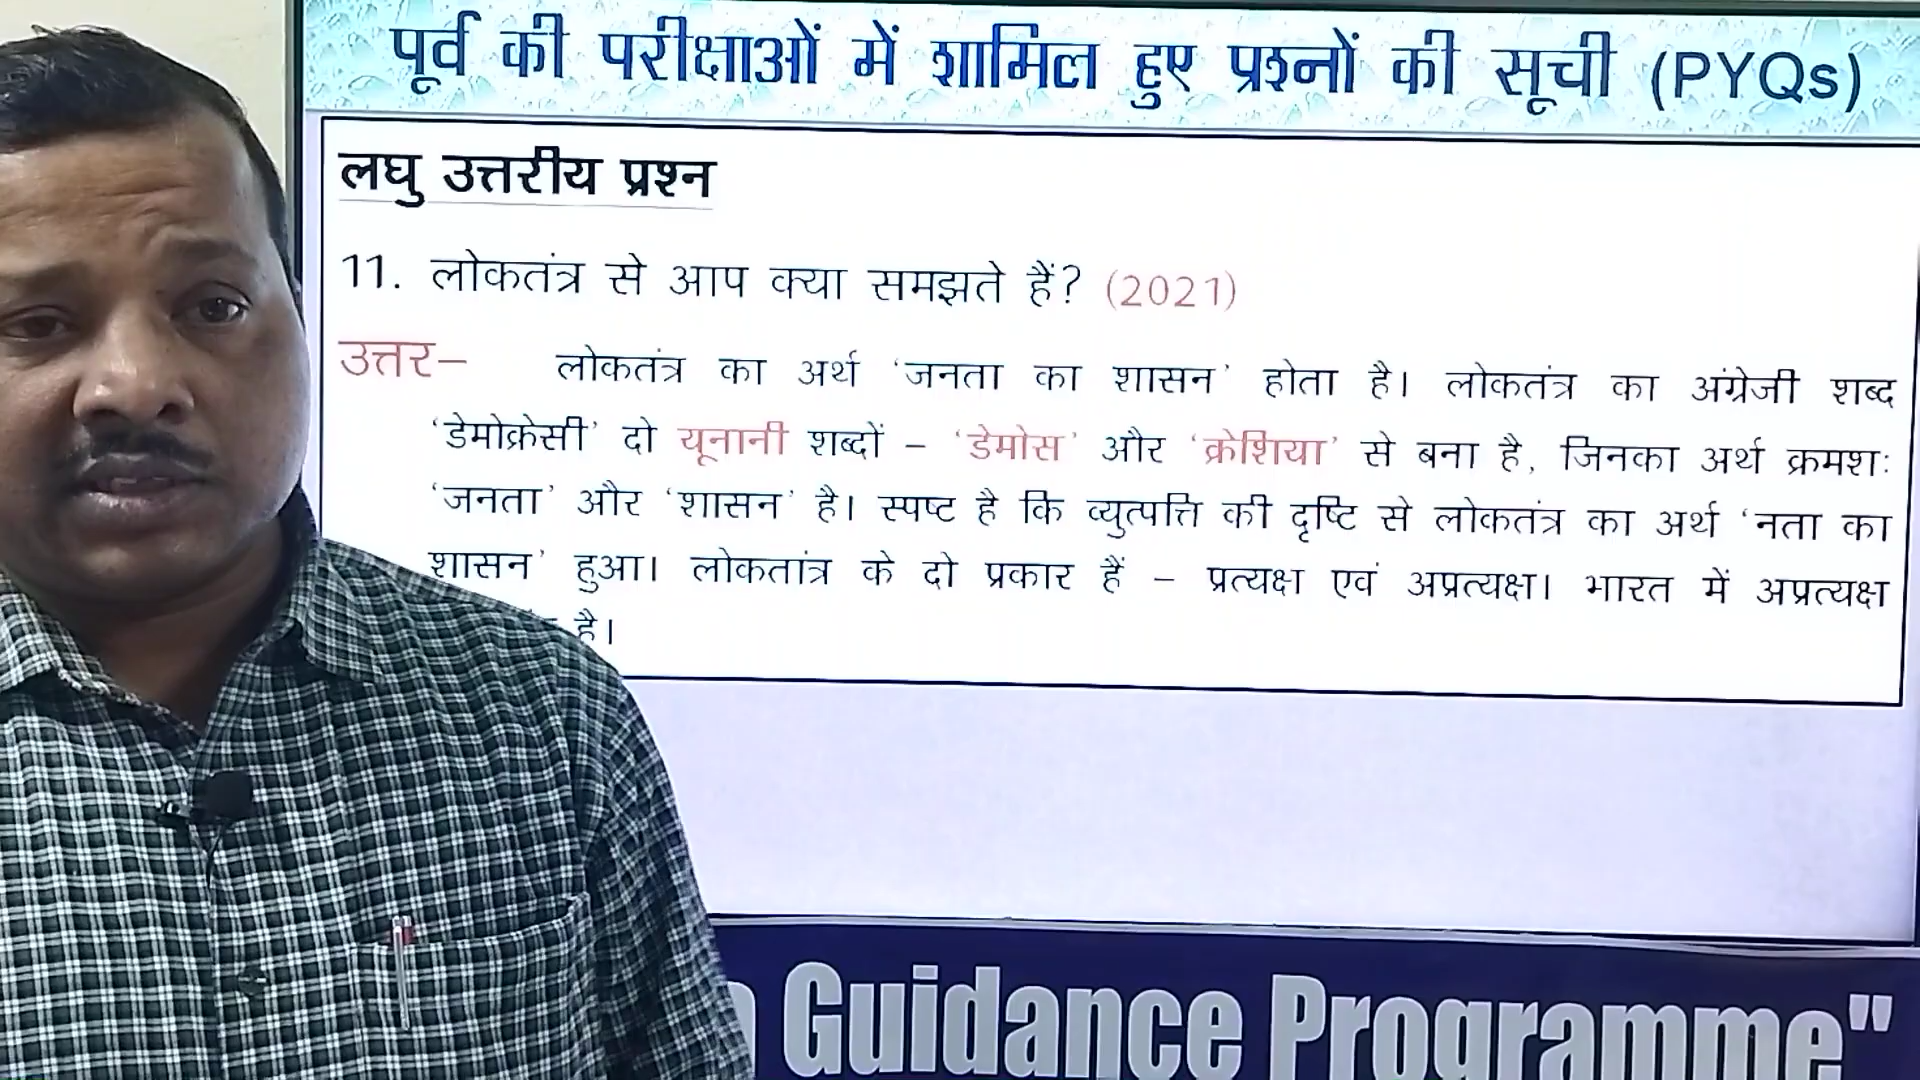 पूर्व की परीक्षाओं में शामिल हुए प्रश्नों की सूची (PYQs)
लघु उत्तरीय प्रश्न
11. लोकतंत्र से आप क्या समझते हैं? (2021)
उत्तर– लोकतंत्र का अर्थ 'जनता का शासन' होता है। लोकतंत्र का अंग्रेजी शब्द
'डेमोक्रेसी' दो यूनानी शब्दों – 'डेमोस' और 'क्रेशिया' से बना है, जिनका अर्थ क्रमशः
'जनता' और 'शासन' है। स्पष्ट है कि व्युत्पत्ति की दृष्टि से लोकतंत्र का अर्थ 'नता का
शासन' हुआ। लोकतांत्र के दो प्रकार हैं – प्रत्यक्ष एवं अप्रत्यक्ष। भारत में अप्रत्यक्ष
है।
Guidance Programme"